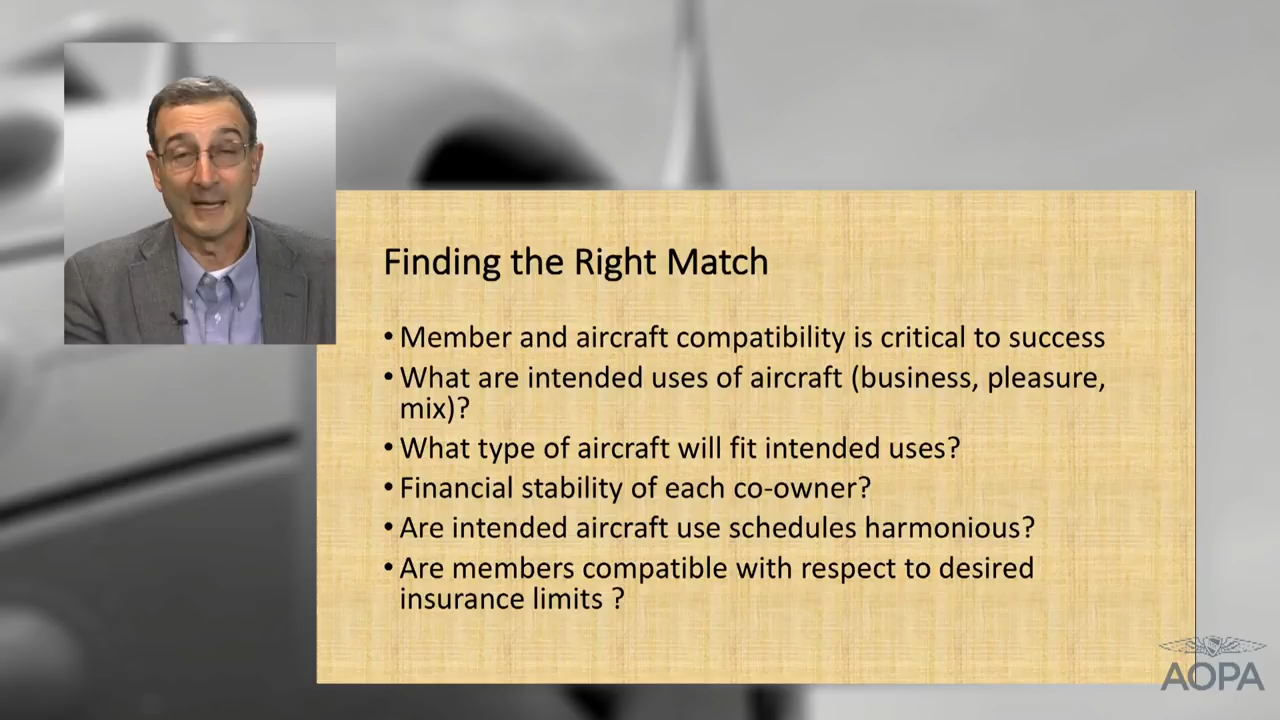 Finding the Right Match
• Member and aircraft compatibility is critical to success
• What are intended uses of aircraft (business, pleasure,
mix)?
• What type of aircraft will fit intended uses?
• Financial stability of each co-owner?
• Are intended aircraft use schedules harmonious?
• Are members compatible with respect to desired
insurance limits ?
AOPA